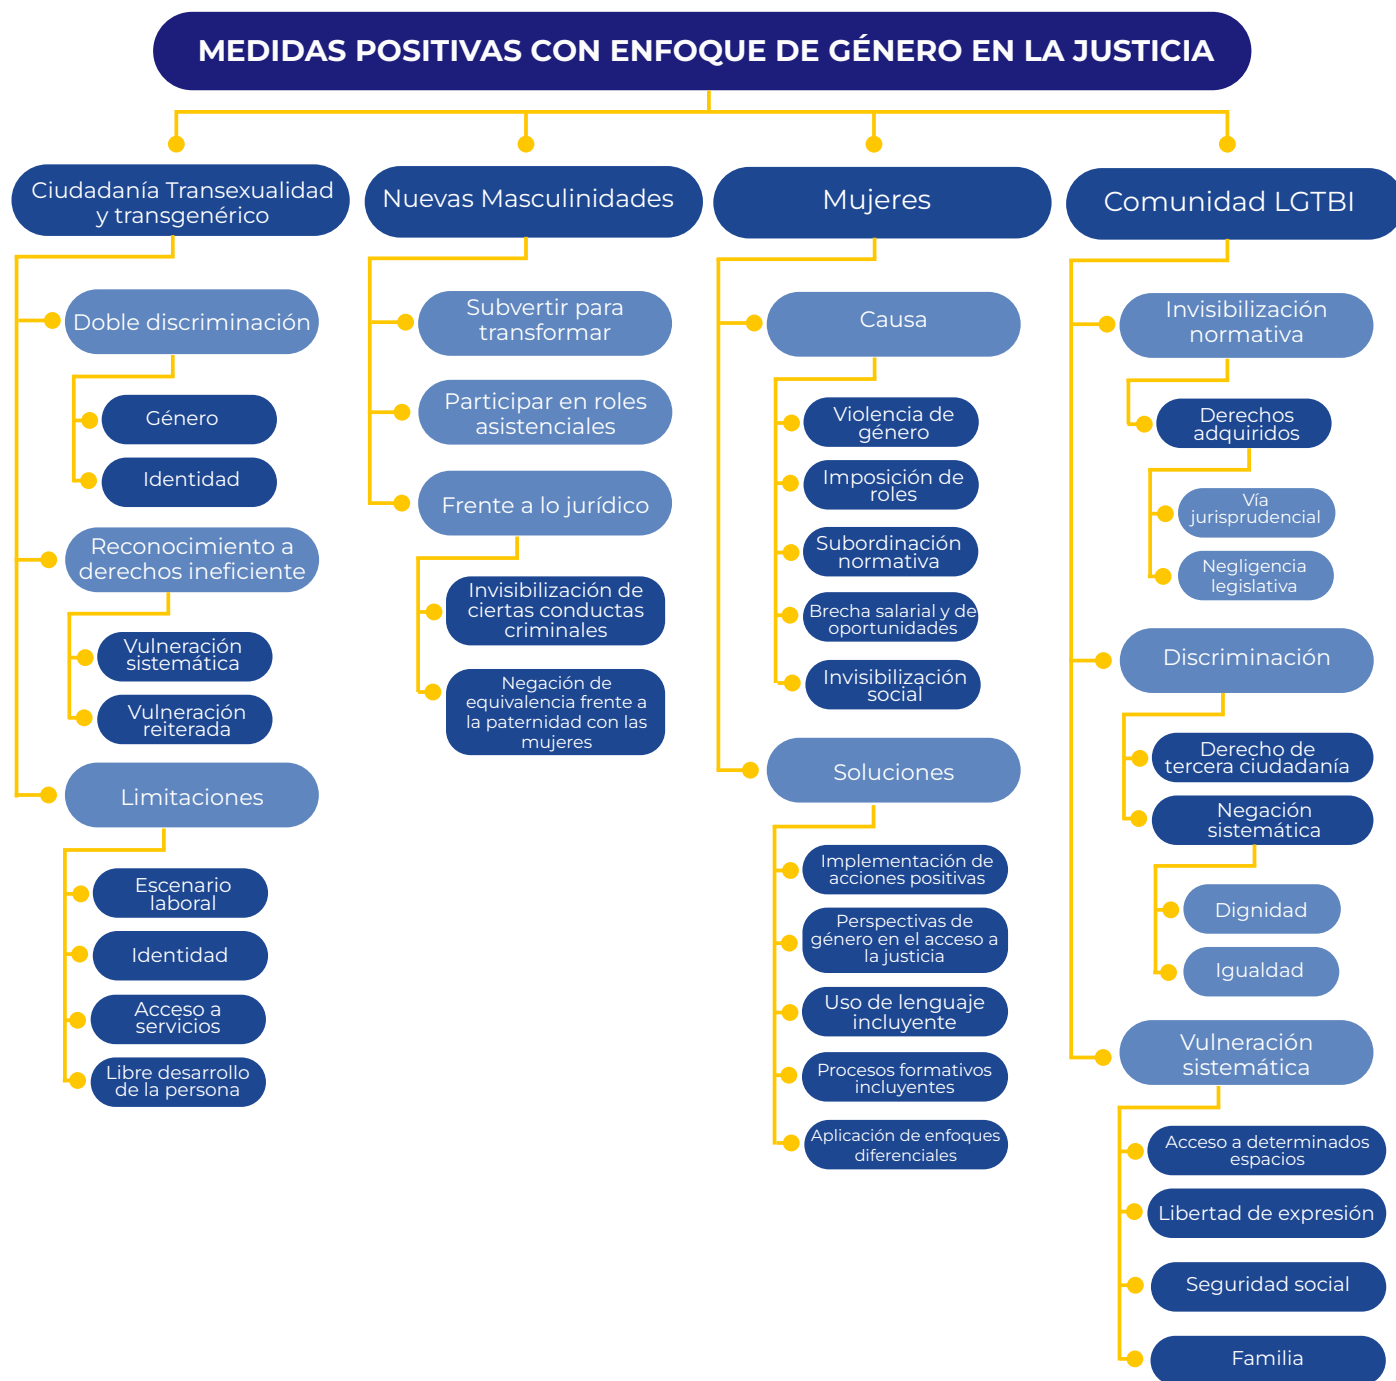 MEDIDAS POSITIVAS CON ENFOQUE DE GÉNERO EN LA JUSTICIA
Ciudadanía Transexualidad
y transgenérico
Doble discriminación
Género
Identidad
Reconocimiento a
derechos ineficiente
Vulneración
sistemática
Vulneración
reiterada
Limitaciones
Escenario
laboral
Identidad
Acceso a
servicios
Libre desarrollo
de la persona
Nuevas Masculinidades
Subvertir para
transformar
Participar en roles
asistenciales
Frente a lo jurídico
Invisibilización de
ciertas conductas
criminales
Negación de
equivalencia frente a
la paternidad con las
mujeres
Mujeres
Causa
Violencia de
género
Imposición de
roles
Subordinación
normativa
Brecha salarial y de
oportunidades
Invisibilización
social
Soluciones
Implementación de
acciones positivas
Perspectivas de
género en el acceso a
la justicia
Uso de lenguaje
incluyente
Procesos formativos
incluyentes
Aplicación de enfoques
diferenciales
Comunidad LGTBI
Invisibilización
normativa
Derechos
adquiridos
Vía
jurisprudencial
Negligencia
legislativa
Discriminación
Derecho de
tercera ciudadanía
Negación
sistemática
Dignidad
Igualdad
Vulneración
sistemática
Acceso a determinados
espacios
Libertad de expresión
Seguridad social
Familia